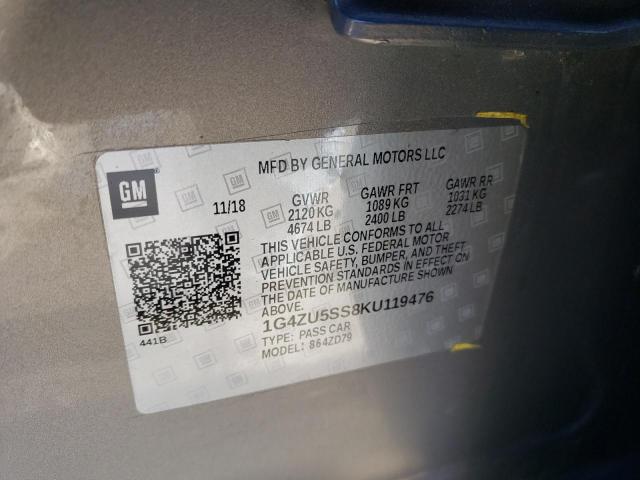 MFD BY GENERAL MOTORS LLC
GM
11/18
GVWR GAWR FRT GAWR RR
2120 KG 1089 KG 1031 KG
4674 LB 2400 LB 2274 LB
THIS VEHICLE CONFORMS TO ALL
APPLICABLE U.S. FEDERAL MOTOR
VEHICLE SAFETY, BUMPER, AND THEFT
PREVENTION STANDARDS IN EFFECT ON
THE DATE OF MANUFACTURE SHOWN
ABOVE.
1G4ZU5SS8KU119476
TYPE: PASS CAR
MODEL: 864ZD79
441B